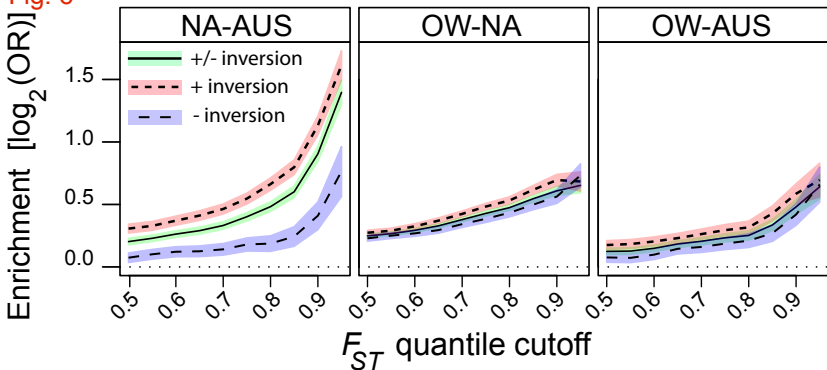 NA-AUS
OW-NA
OW-AUS
Enrichment [log2(OR)]
1.5
1.0
0.5
0.0
+/- inversion
+ inversion
- inversion
0.5 0.6 0.7 0.8 0.9
0.5 0.6 0.7 0.8 0.9
0.5 0.6 0.7 0.8 0.9
FST quantile cutoff